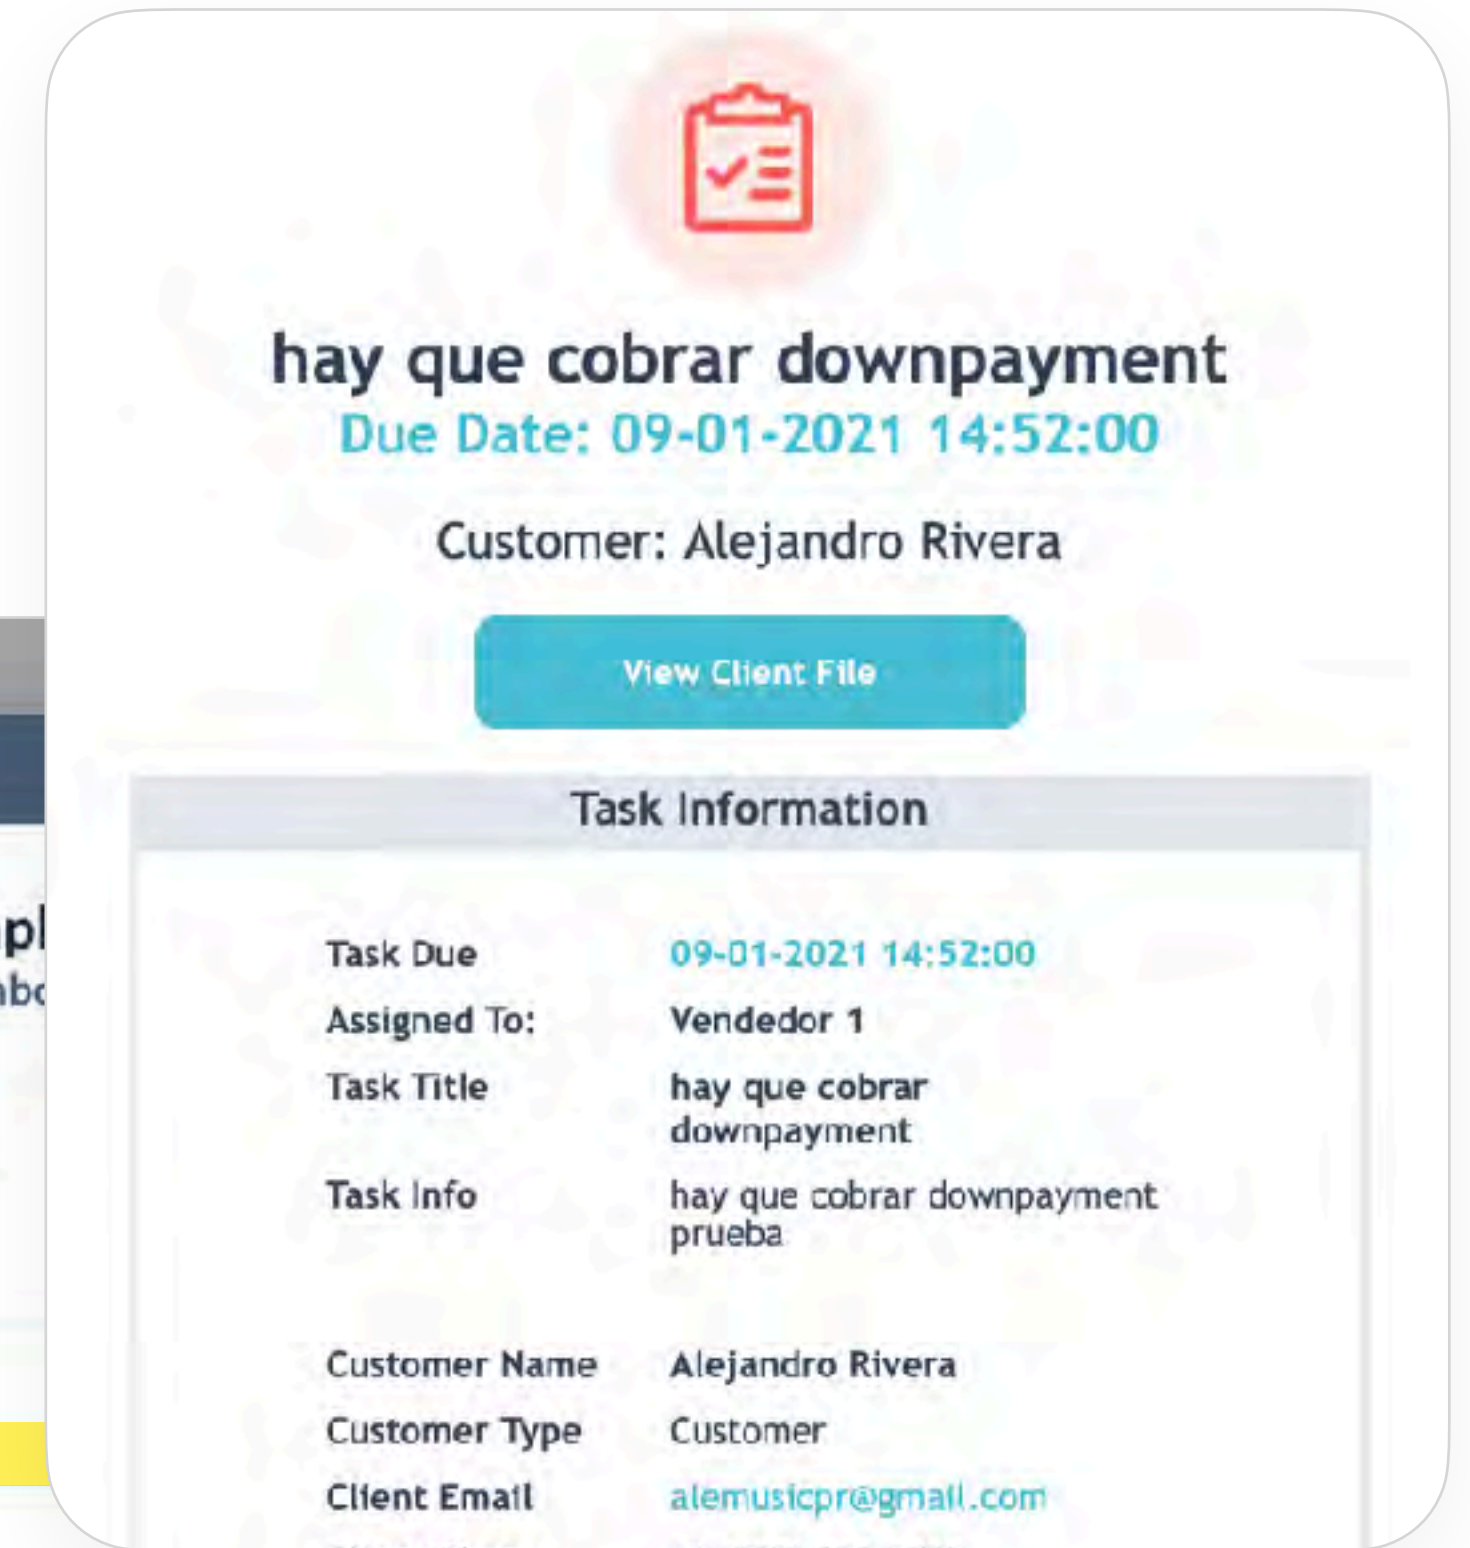 hay que cobrar downpayment
Due Date: 09-01-2021 14:52:00
Customer: Alejandro Rivera
View Client File
Task Information
Task Due 09-01-2021 14:52:00
Assigned To: Vendedor 1
Task Title hay que cobrar
downpayment
Task Info hay que cobrar downpayment
prueba
Customer Name Alejandro Rivera
Customer Type Customer
Client Email alemusicpr@gmail.com